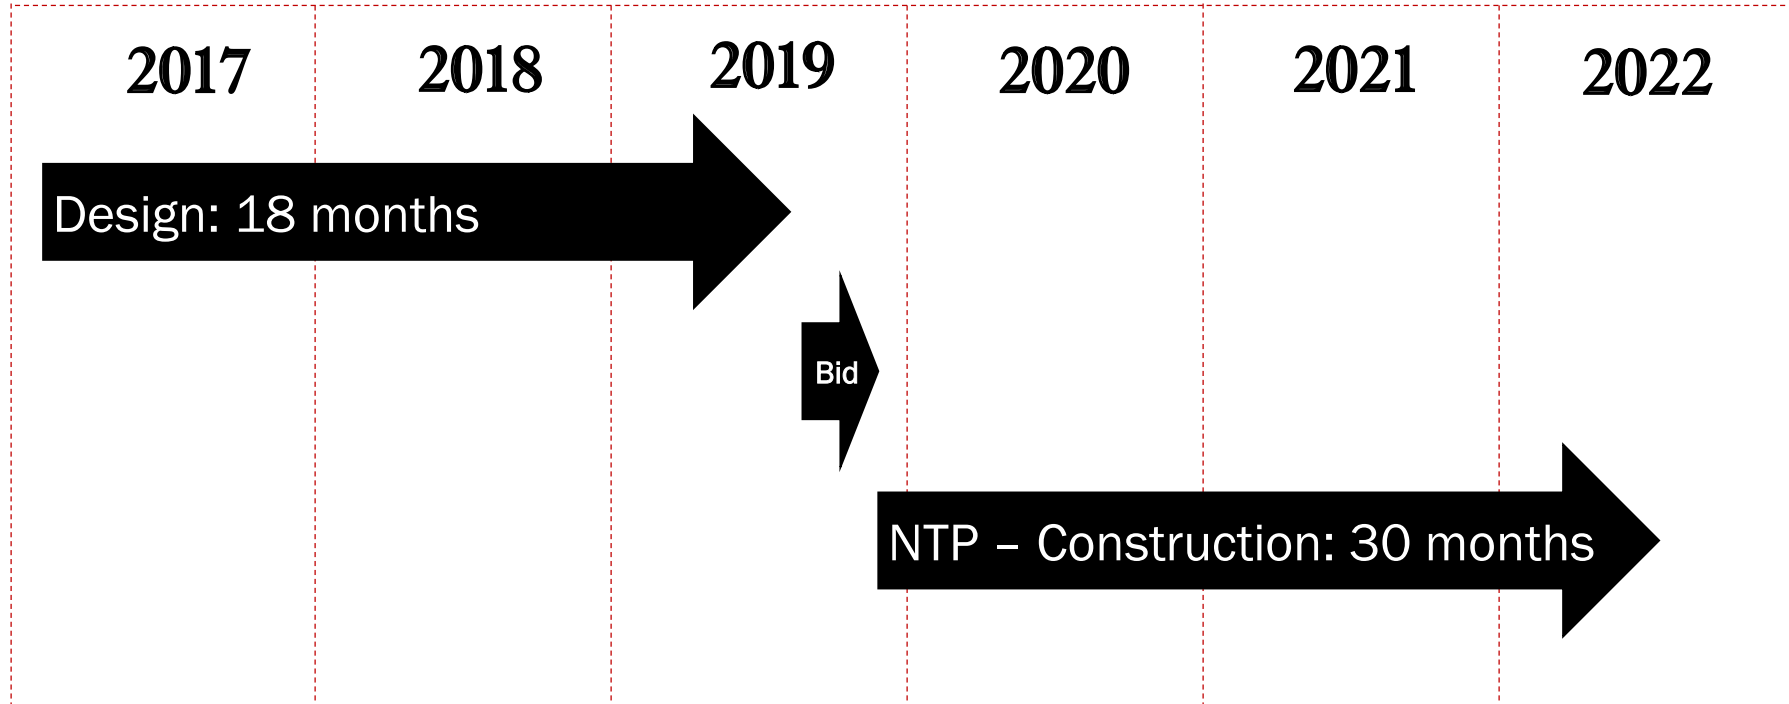 2017 2018 2019 2020 2021 2022
Design: 18 months
Bid
NTP – Construction: 30 months